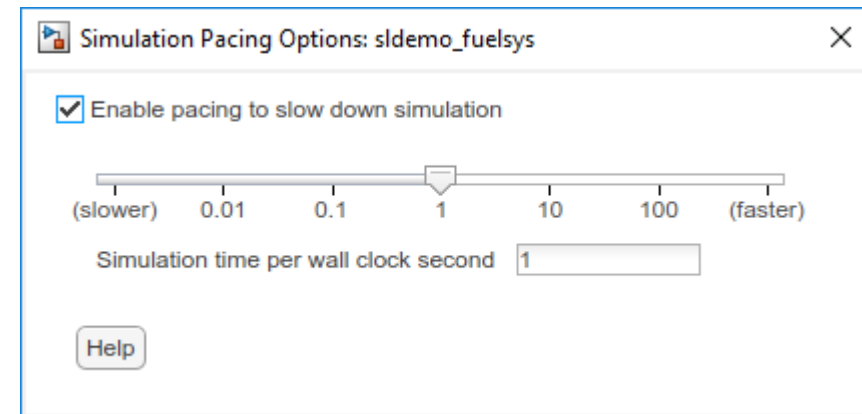 Simulation Pacing Options: sldemo_fuelsys
Enable pacing to slow down simulation
(slower) 0.01 0.1 1 10 100 (faster)
Simulation time per wall clock second 1
Help